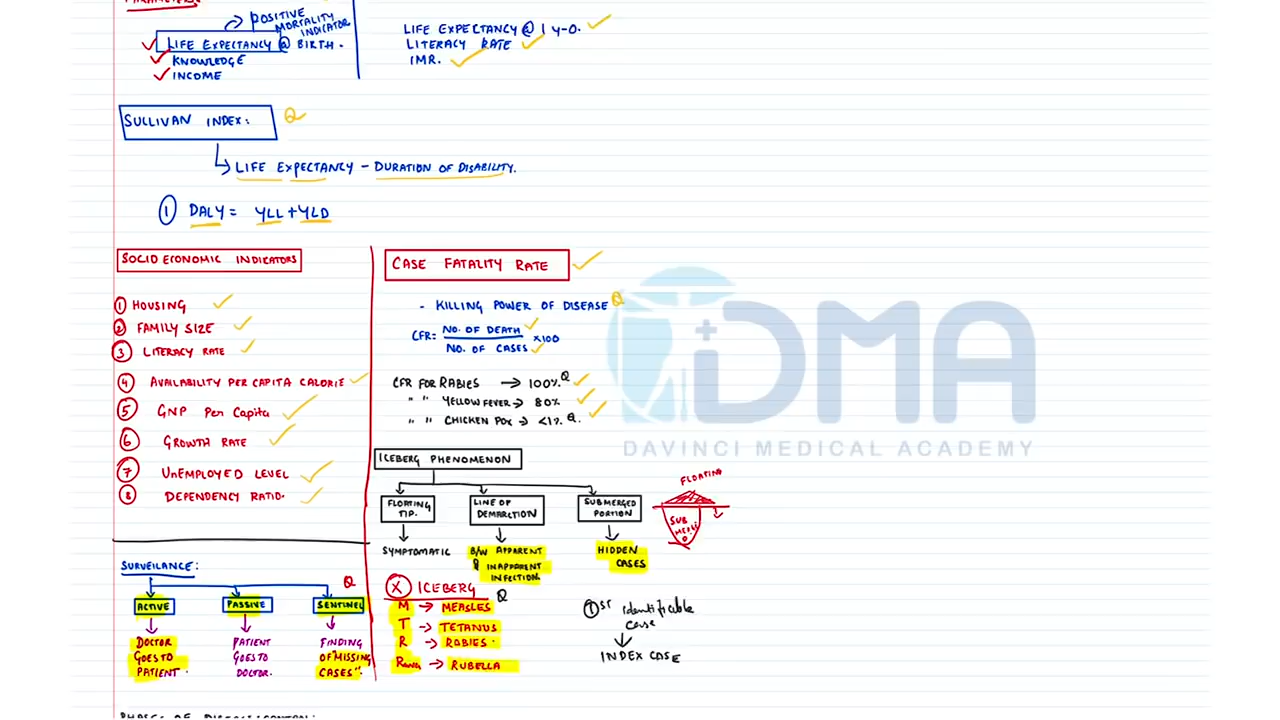 PARAMETERS
POSITIVE
MORTALITY
INDICATOR
LIFE EXPECTANCY @ BIRTH.
KNOWLEDGE
INCOME
LIFE EXPECTANCY @ 1 y-O.
LITERACY RATE
IMR.
SULLIVAN INDEX: Q
LIFE EXPECTANCY - DURATION OF DISABILITY.
① DALY = YLL + YLD
SOCIO ECONOMIC INDICATORS
① HOUSING
② FAMILY SIZE
③ LITERACY RATE
④ AVAILABILITY PER CAPITA CALORIE
⑤ GNP Per Capita
⑥ GROWTH RATE
⑦ UNEMPLOYED LEVEL
⑧ DEPENDENCY RATIO.
CASE FATALITY RATE
- KILLING POWER OF DISEASE Q
CFR = NO. OF DEATH / NO. OF CASES ×100
CFR FOR RABIES → 100% Q
" " YELLOW FEVER → 80%
" " CHICKEN POX → <1% Q.
ICEBERG PHENOMENON
FLOATING TIP.
LINE OF DEMARCTION
SUBMERGED PORTION
SYMPTOMATIC
B/W APPARENT
& INAPPARENT
INFECTION.
Q
HIDDEN
CASES
FLOATING
SUB
MERG
D
SURVEILANCE:
Q
ACTIVE
PASSIVE
SENTINEL
DOCTOR
GOES TO
PATIENT.
PATIENT
GOES TO
DOCTOR.
FINDING
OF "MISSING
CASES".
Ⓧ ICEBERG
M → MEASLES
T → TETANUS
R → RABIES.
→ RUBELLA
①ST identifiable
case
INDEX CASE
DMA
DAVINCI MEDICAL ACADEMY